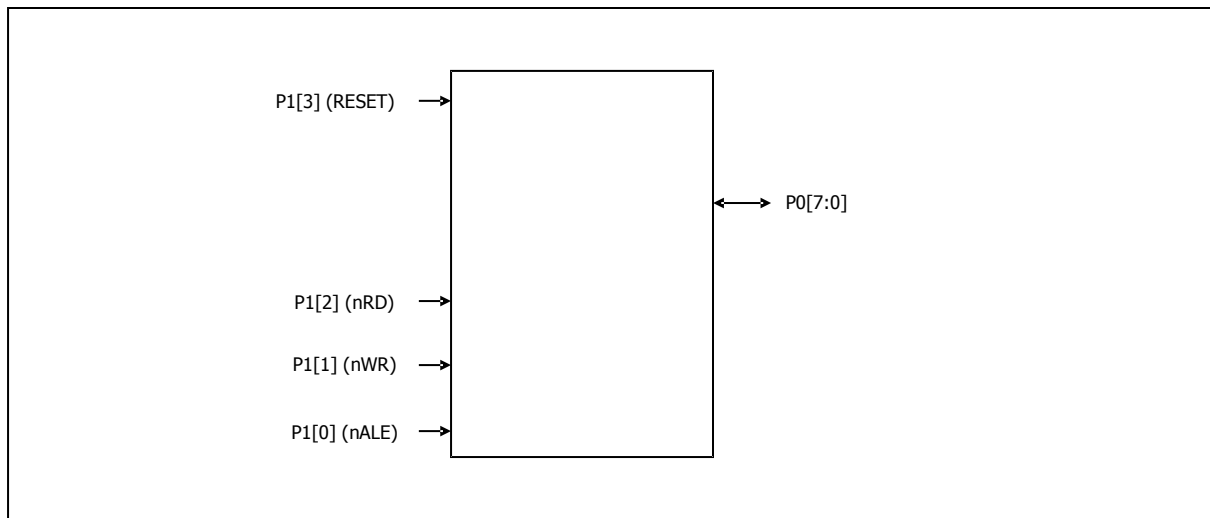 P1[3] (RESET)
P0[7:0]
P1[2] (nRD)
P1[1] (nWR)
P1[0] (nALE)